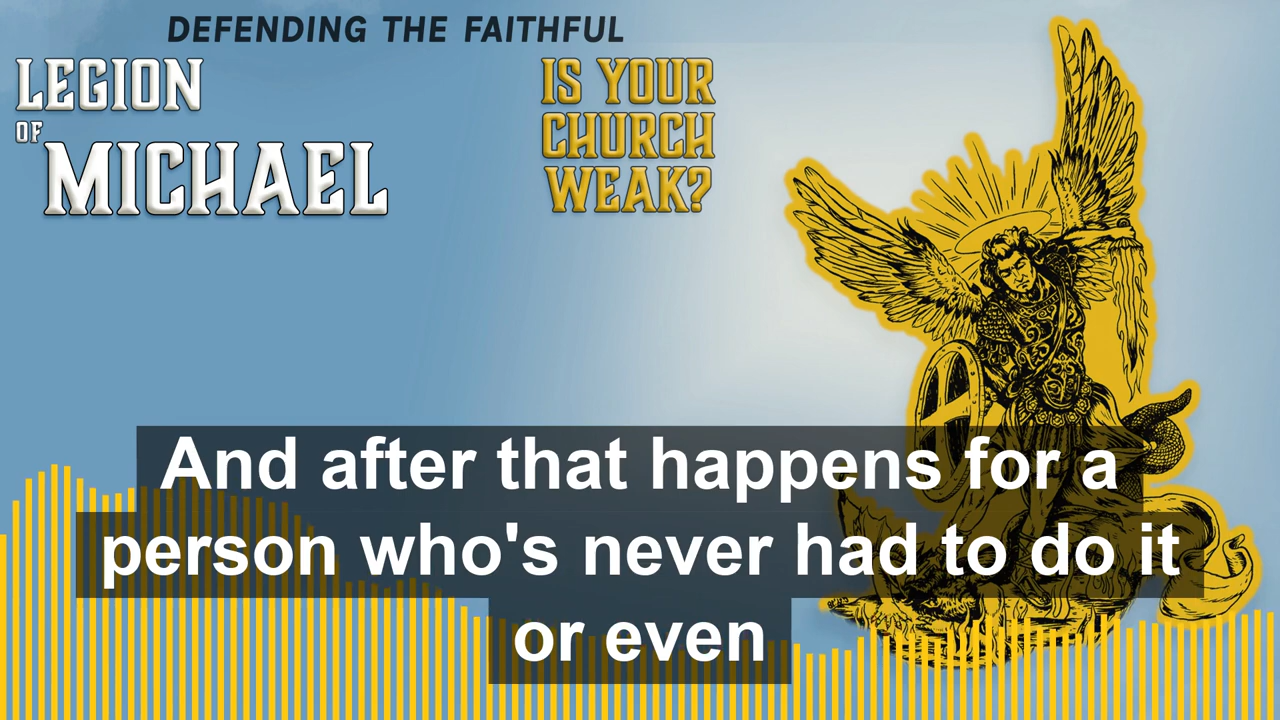 DEFENDING THE FAITHFUL
LEGION
OF
MICHAEL
IS YOUR
CHURCH
WEAK?
And after that happens for a
person who's never had to do it
or even